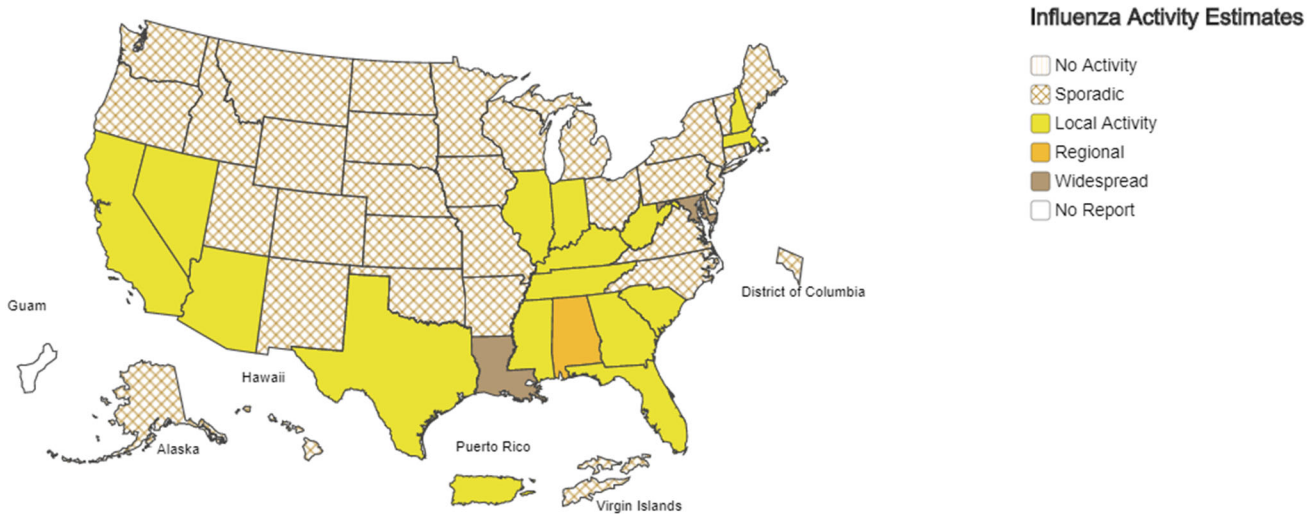 Influenza Activity Estimates
No Activity
Sporadic
Local Activity
Regional
Widespread
No Report
District of Columbia
Guam
Hawaii
Alaska
Puerto Rico
Virgin Islands